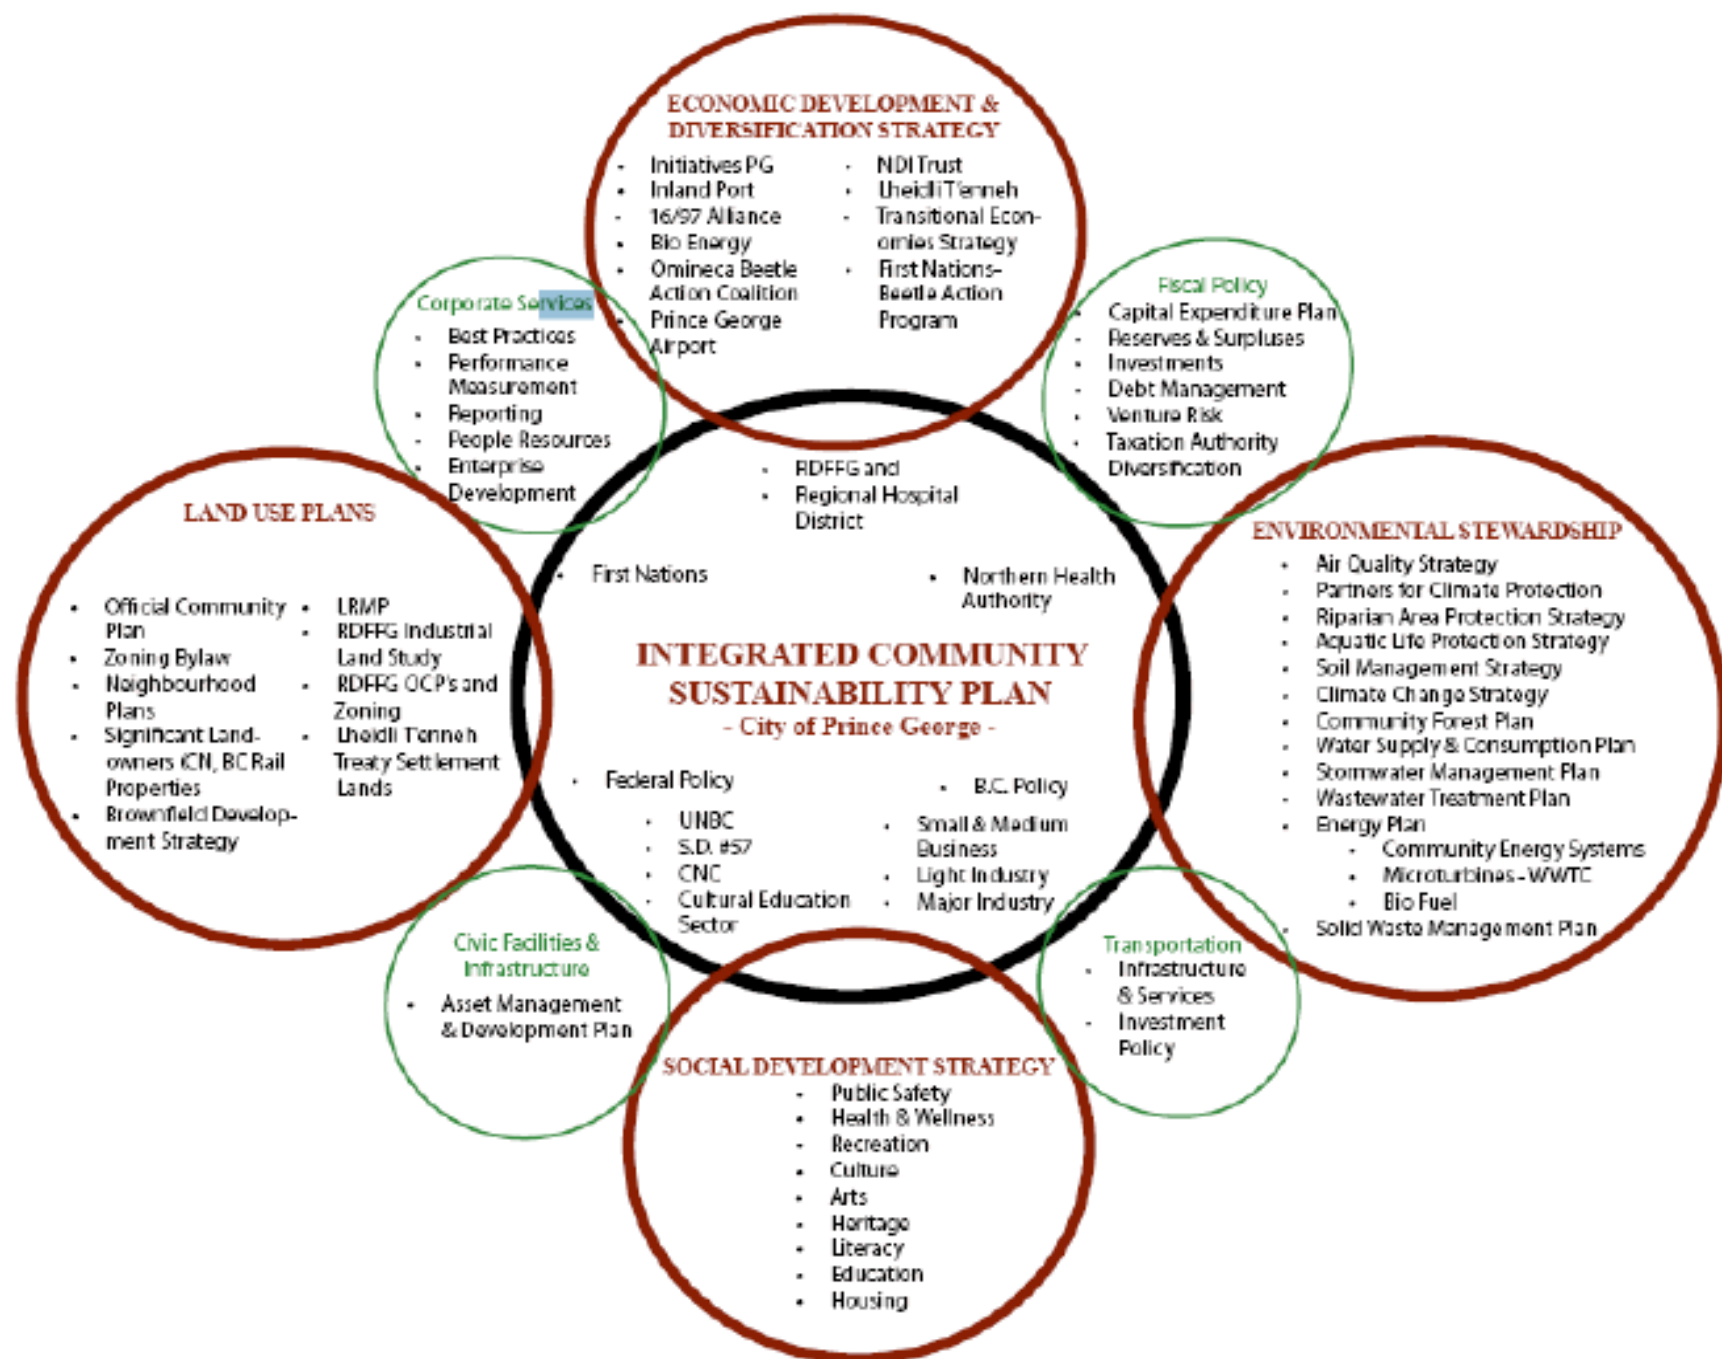 ECONOMIC DEVELOPMENT &
DIVERSIFICATION STRATEGY
Initiatives PG
Inland Port
16/97 Alliance
Bio Energy
Omineca Beetle
Action Coalition
Prince George
Airport
NDI Trust
Lheidli T'enneh
Transitional Econ-
omies Strategy
First Nations-
Beetle Action
Program
Corporate Services
Best Practices
Performance
Measurement
Reporting
People Resources
Enterprise
Development
Fiscal Policy
Capital Expenditure Plan
Reserves & Surpluses
Investments
Debt Management
Venture Risk
Taxation Authority
Diversification
LAND USE PLANS
Official Community
Plan
Zoning Bylaw
Neighbourhood
Plans
Significant Land-
owners (CN, BC Rail
Properties
Brownfield Develop-
ment Strategy
LRMP
RDFFG Industrial
Land Study
RDFFG OCP's and
Zoning
Lheidli T'enneh
Treaty Settlement
Lands
RDFFG and
Regional Hospital
District
First Nations
Northern Health
Authority
INTEGRATED COMMUNITY
SUSTAINABILITY PLAN
- City of Prince George -
Federal Policy
UNBC
S.D. #57
CNC
Cultural Education
Sector
B.C. Policy
Small & Medium
Business
Light Industry
Major Industry
ENVIRONMENTAL STEWARDSHIP
Air Quality Strategy
Partners for Climate Protection
Riparian Area Protection Strategy
Aquatic Life Protection Strategy
Soil Management Strategy
Climate Change Strategy
Community Forest Plan
Water Supply & Consumption Plan
Stormwater Management Plan
Wastewater Treatment Plan
Energy Plan
Community Energy Systems
Microturbines - WWTC
Bio Fuel
Solid Waste Management Plan
Civic Facilities &
Infrastructure
Asset Management
& Development Plan
Transportation
Infrastructure
& Services
Investment
Policy
SOCIAL DEVELOPMENT STRATEGY
Public Safety
Health & Wellness
Recreation
Culture
Arts
Heritage
Literacy
Education
Housing